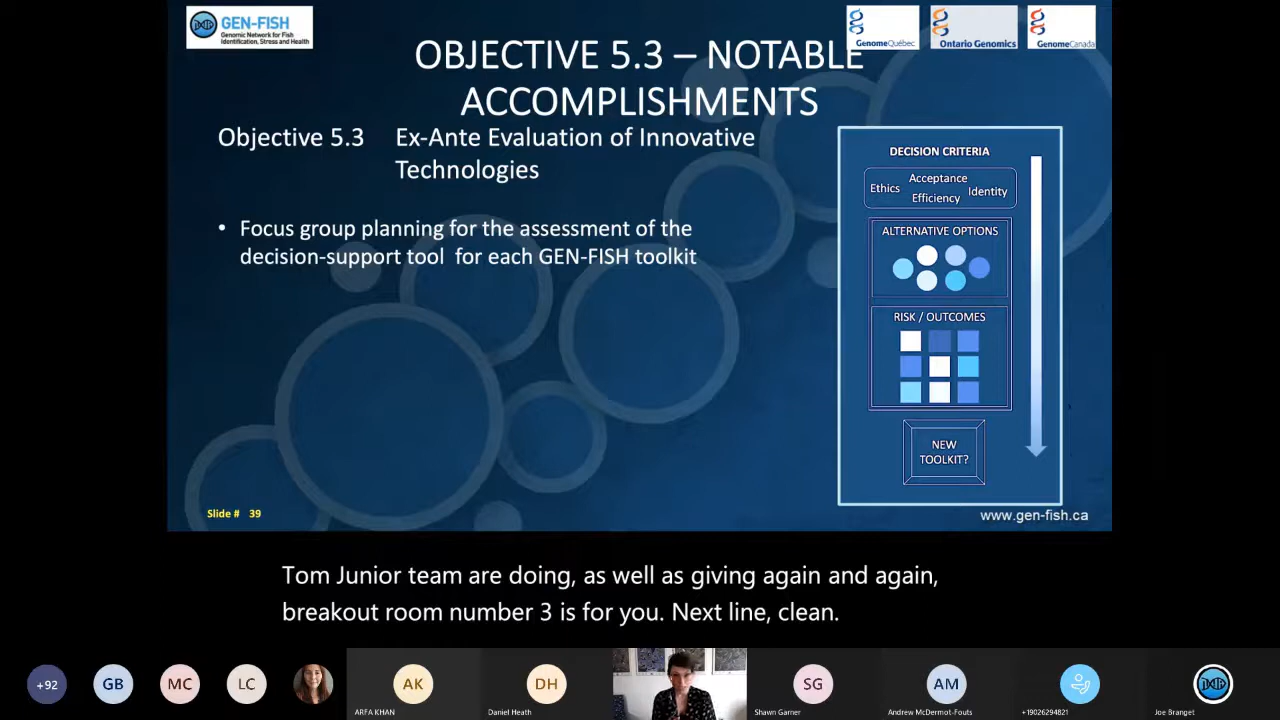 GEN-FISH
Genomic Network for Fish
Identification, Stress and Health
GenomeQuébec
Ontario Genomics
GenomeCanada
OBJECTIVE 5.3 – NOTABLE
ACCOMPLISHMENTS
Objective 5.3 Ex-Ante Evaluation of Innovative
Technologies
• Focus group planning for the assessment of the
decision-support tool for each GEN-FISH toolkit
DECISION CRITERIA
Acceptance
Ethics
Identity
Efficiency
ALTERNATIVE OPTIONS
RISK / OUTCOMES
NEW
TOOLKIT?
Slide # 39
www.gen-fish.ca
Tom Junior team are doing, as well as giving again and again,
breakout room number 3 is for you. Next line, clean.
+92
GB
MC
LC
AK
ARFA KHAN
DH
Daniel Heath
SG
Shawn Garner
AM
Andrew McDermot-Fouts
+19026294821
Joe Branget